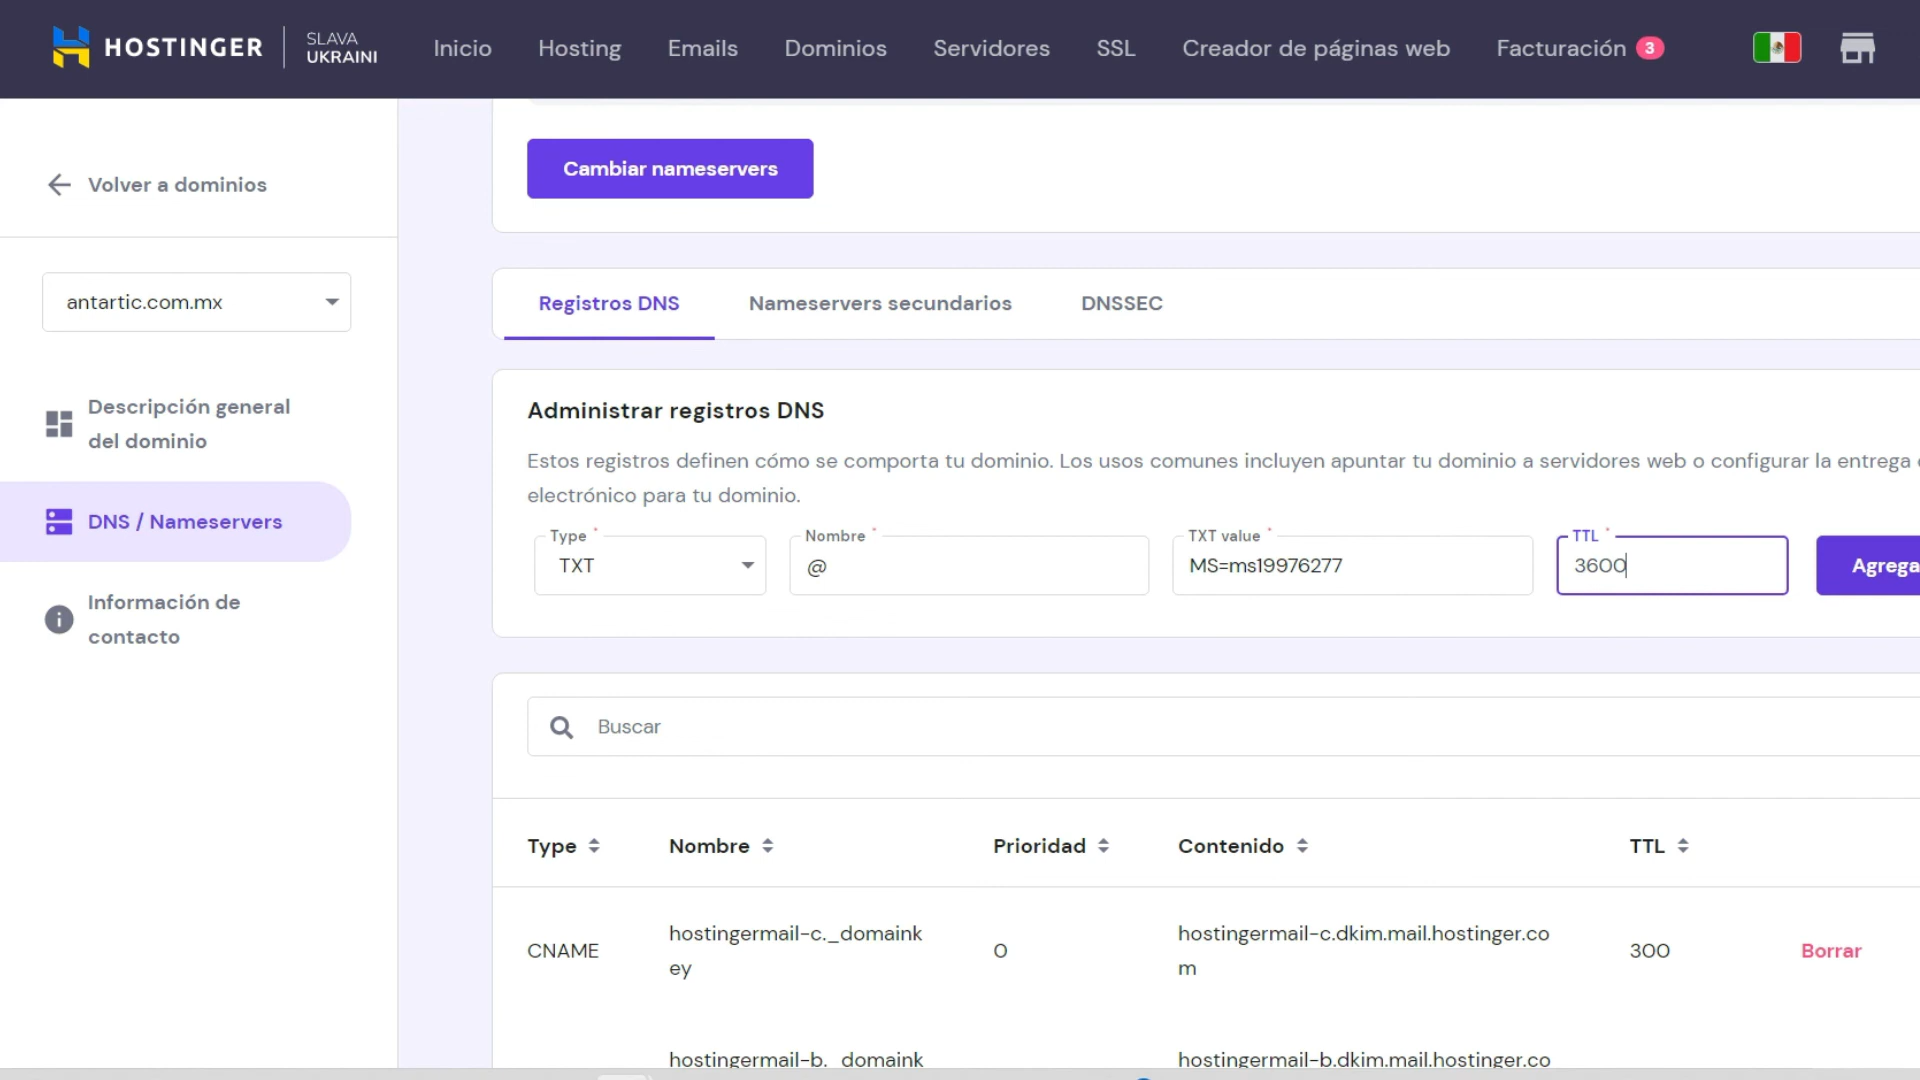 HOSTINGER
SLAVA
UKRAINI
Inicio
Hosting
Emails
Dominios
Servidores
SSL
Creador de páginas web
Facturación 3
Volver a dominios
antartic.com.mx
Descripción general
del dominio
DNS / Nameservers
Información de
contacto
Cambiar nameservers
Registros DNS
Nameservers secundarios
DNSSEC
Administrar registros DNS
Estos registros definen cómo se comporta tu dominio. Los usos comunes incluyen apuntar tu dominio a servidores web o configurar la entrega
electrónico para tu dominio.
Type *
TXT
Nombre *
@
TXT value *
MS=ms19976277
TTL *
3600
Agrega
Buscar
Type
Nombre
Prioridad
Contenido
TTL
CNAME
hostingermail-c._domaink
ey
0
hostingermail-c.dkim.mail.hostinger.co
m
300
Borrar
hostingermail-b._domaink
hostingermail-b.dkim.mail.hostinger.co